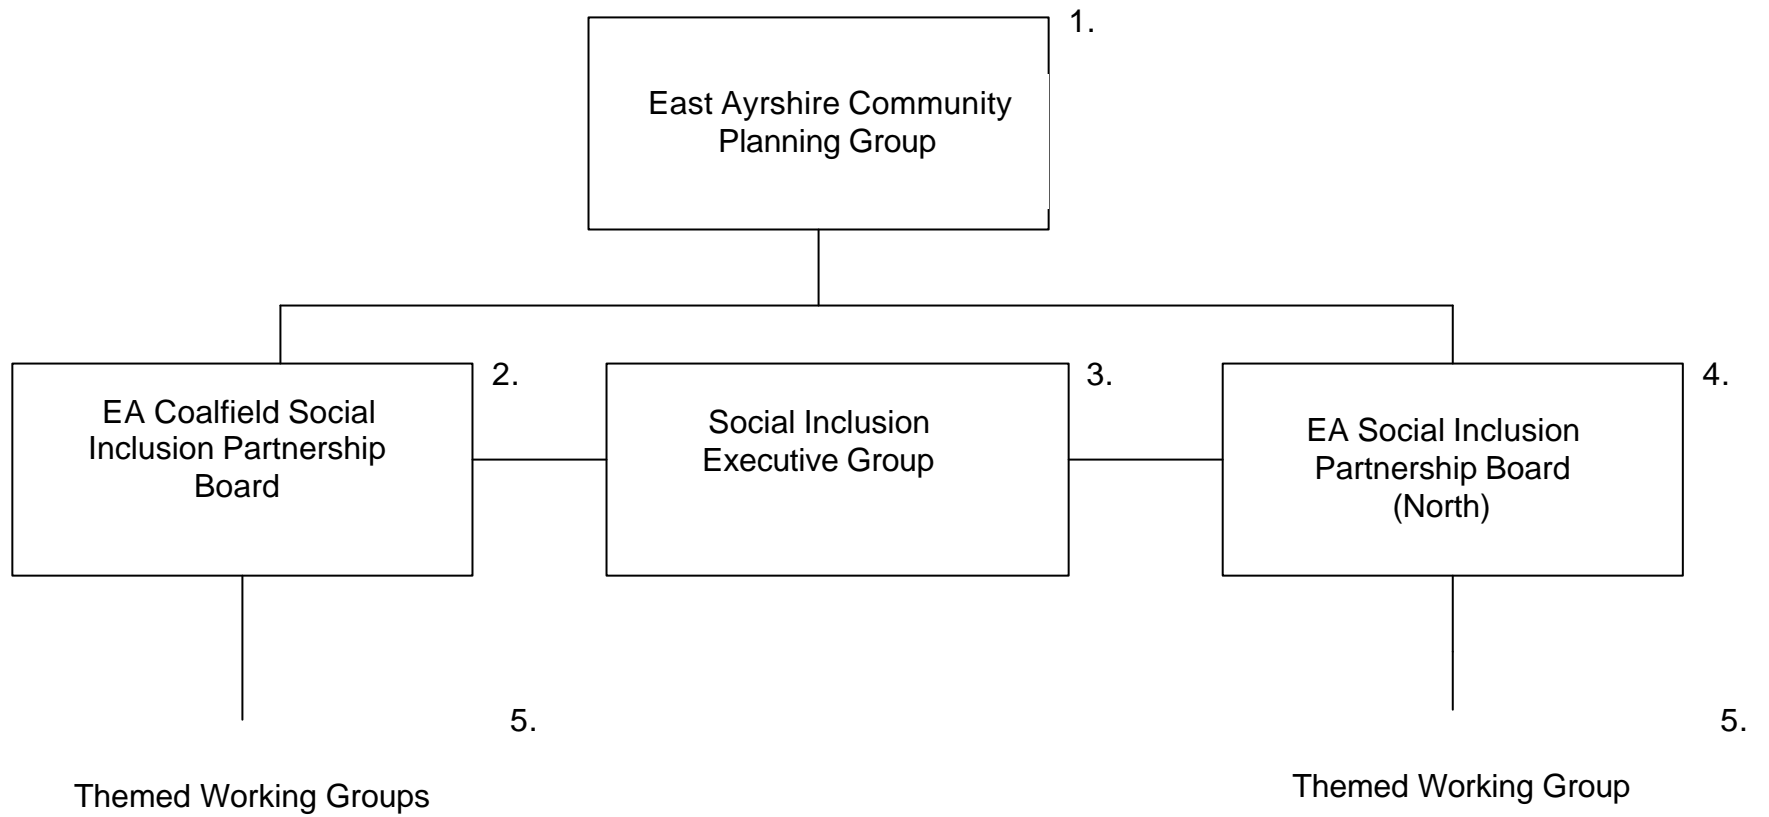 1.
East Ayrshire Community
Planning Group
2.
EA Coalfield Social
Inclusion Partnership
Board
3.
Social Inclusion
Executive Group
4.
EA Social Inclusion
Partnership Board
(North)
5.
Themed Working Groups
5.
Themed Working Group